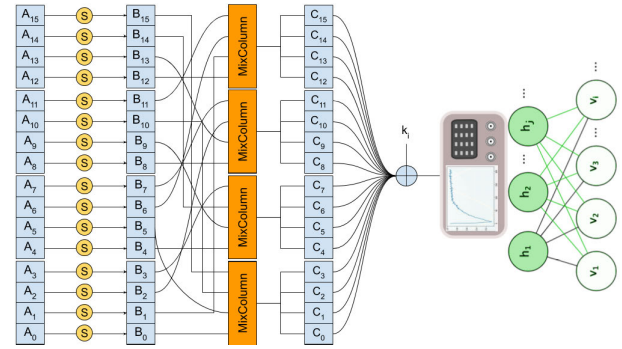 A15 S B15 C15
A14 S B14 C14
A13 S B13 C13
A12 S B12 C12
MixColumn
A11 S B11 C11
A10 S B10 C10
A9 S B9 C9
A8 S B8 C8
MixColumn
A7 S B7 C7
A6 S B6 C6
A5 S B5 C5
A4 S B4 C4
MixColumn
A3 S B3 C3
A2 S B2 C2
A1 S B1 C1
A0 S B0 C0
MixColumn
ki
...
hj
...
h2
h1
...
vi
...
v3
v2
v1